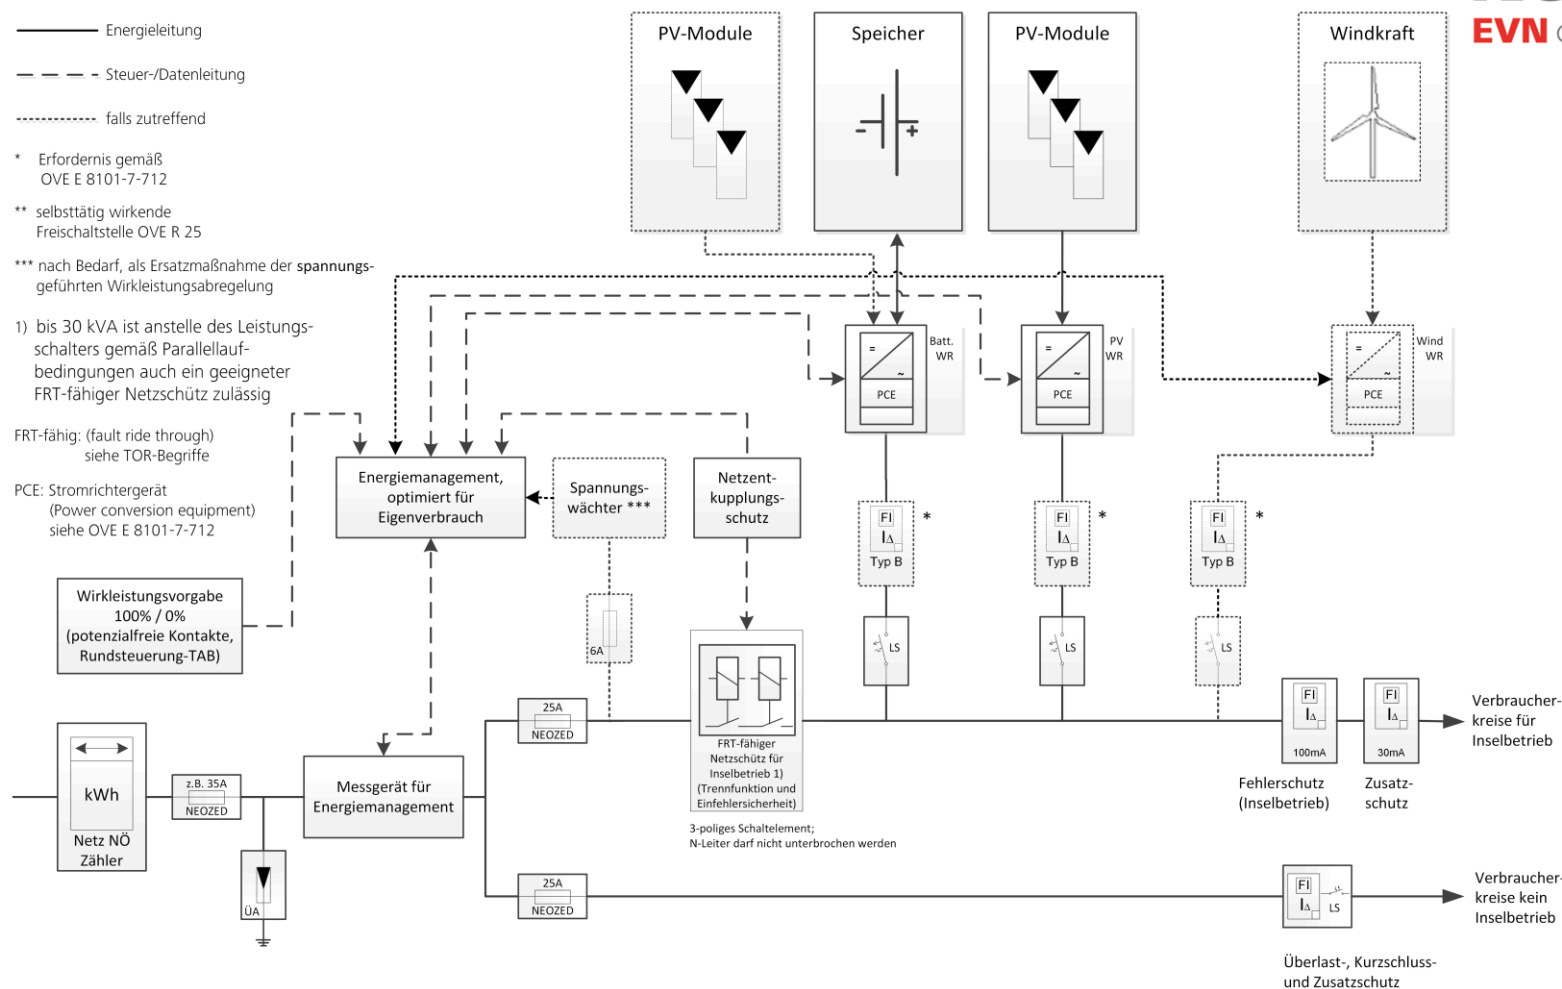 Energieleitung
Steuer-/Datenleitung
falls zutreffend
* Erfordernis gemäß
OVE E 8101-7-712
** selbsttätig wirkende
Freischaltstelle OVE R 25
*** nach Bedarf, als Ersatzmaßnahme der spannungs-
geführten Wirkleistungsabregelung
1) bis 30 kVA ist anstelle des Leistungs-
schalters gemäß Parallellauf-
bedingungen auch ein geeigneter
FRT-fähiger Netzschütz zulässig
FRT-fähig: (fault ride through)
siehe TOR-Begriffe
PCE: Stromrichtergerät
(Power conversion equipment)
siehe OVE E 8101-7-712
PV-Module
Speicher
- +
PV-Module
Windkraft
EVN
= ~
PCE
Batt.
WR
= ~
PCE
PV
WR
= ~
PCE
Wind
WR
Energiemanagement,
optimiert für
Eigenverbrauch
Spannungs-
wächter ***
Netzent-
kupplungs-
schutz
FI
I∆
Typ B
*
FI
I∆
Typ B
*
FI
I∆
Typ B
*
Wirkleistungsvorgabe
100% / 0%
(potenzialfreie Kontakte,
Rundsteuerung-TAB)
6A
LS
LS
LS
kWh
Netz NÖ
Zähler
z.B. 35A
NEOZED
ÜA
Messgerät für
Energiemanagement
25A
NEOZED
FRT-fähiger
Netzschütz für
Inselbetrieb 1)
(Trennfunktion und
Einfehlersicherheit)
3-poliges Schaltelement;
N-Leiter darf nicht unterbrochen werden
FI
I∆
100mA
Fehlerschutz
(Inselbetrieb)
FI
I∆
30mA
Zusatz-
schutz
Verbraucher-
kreise für
Inselbetrieb
25A
NEOZED
FI
I∆
LS
Überlast-, Kurzschluss-
und Zusatzschutz
Verbraucher-
kreise kein
Inselbetrieb